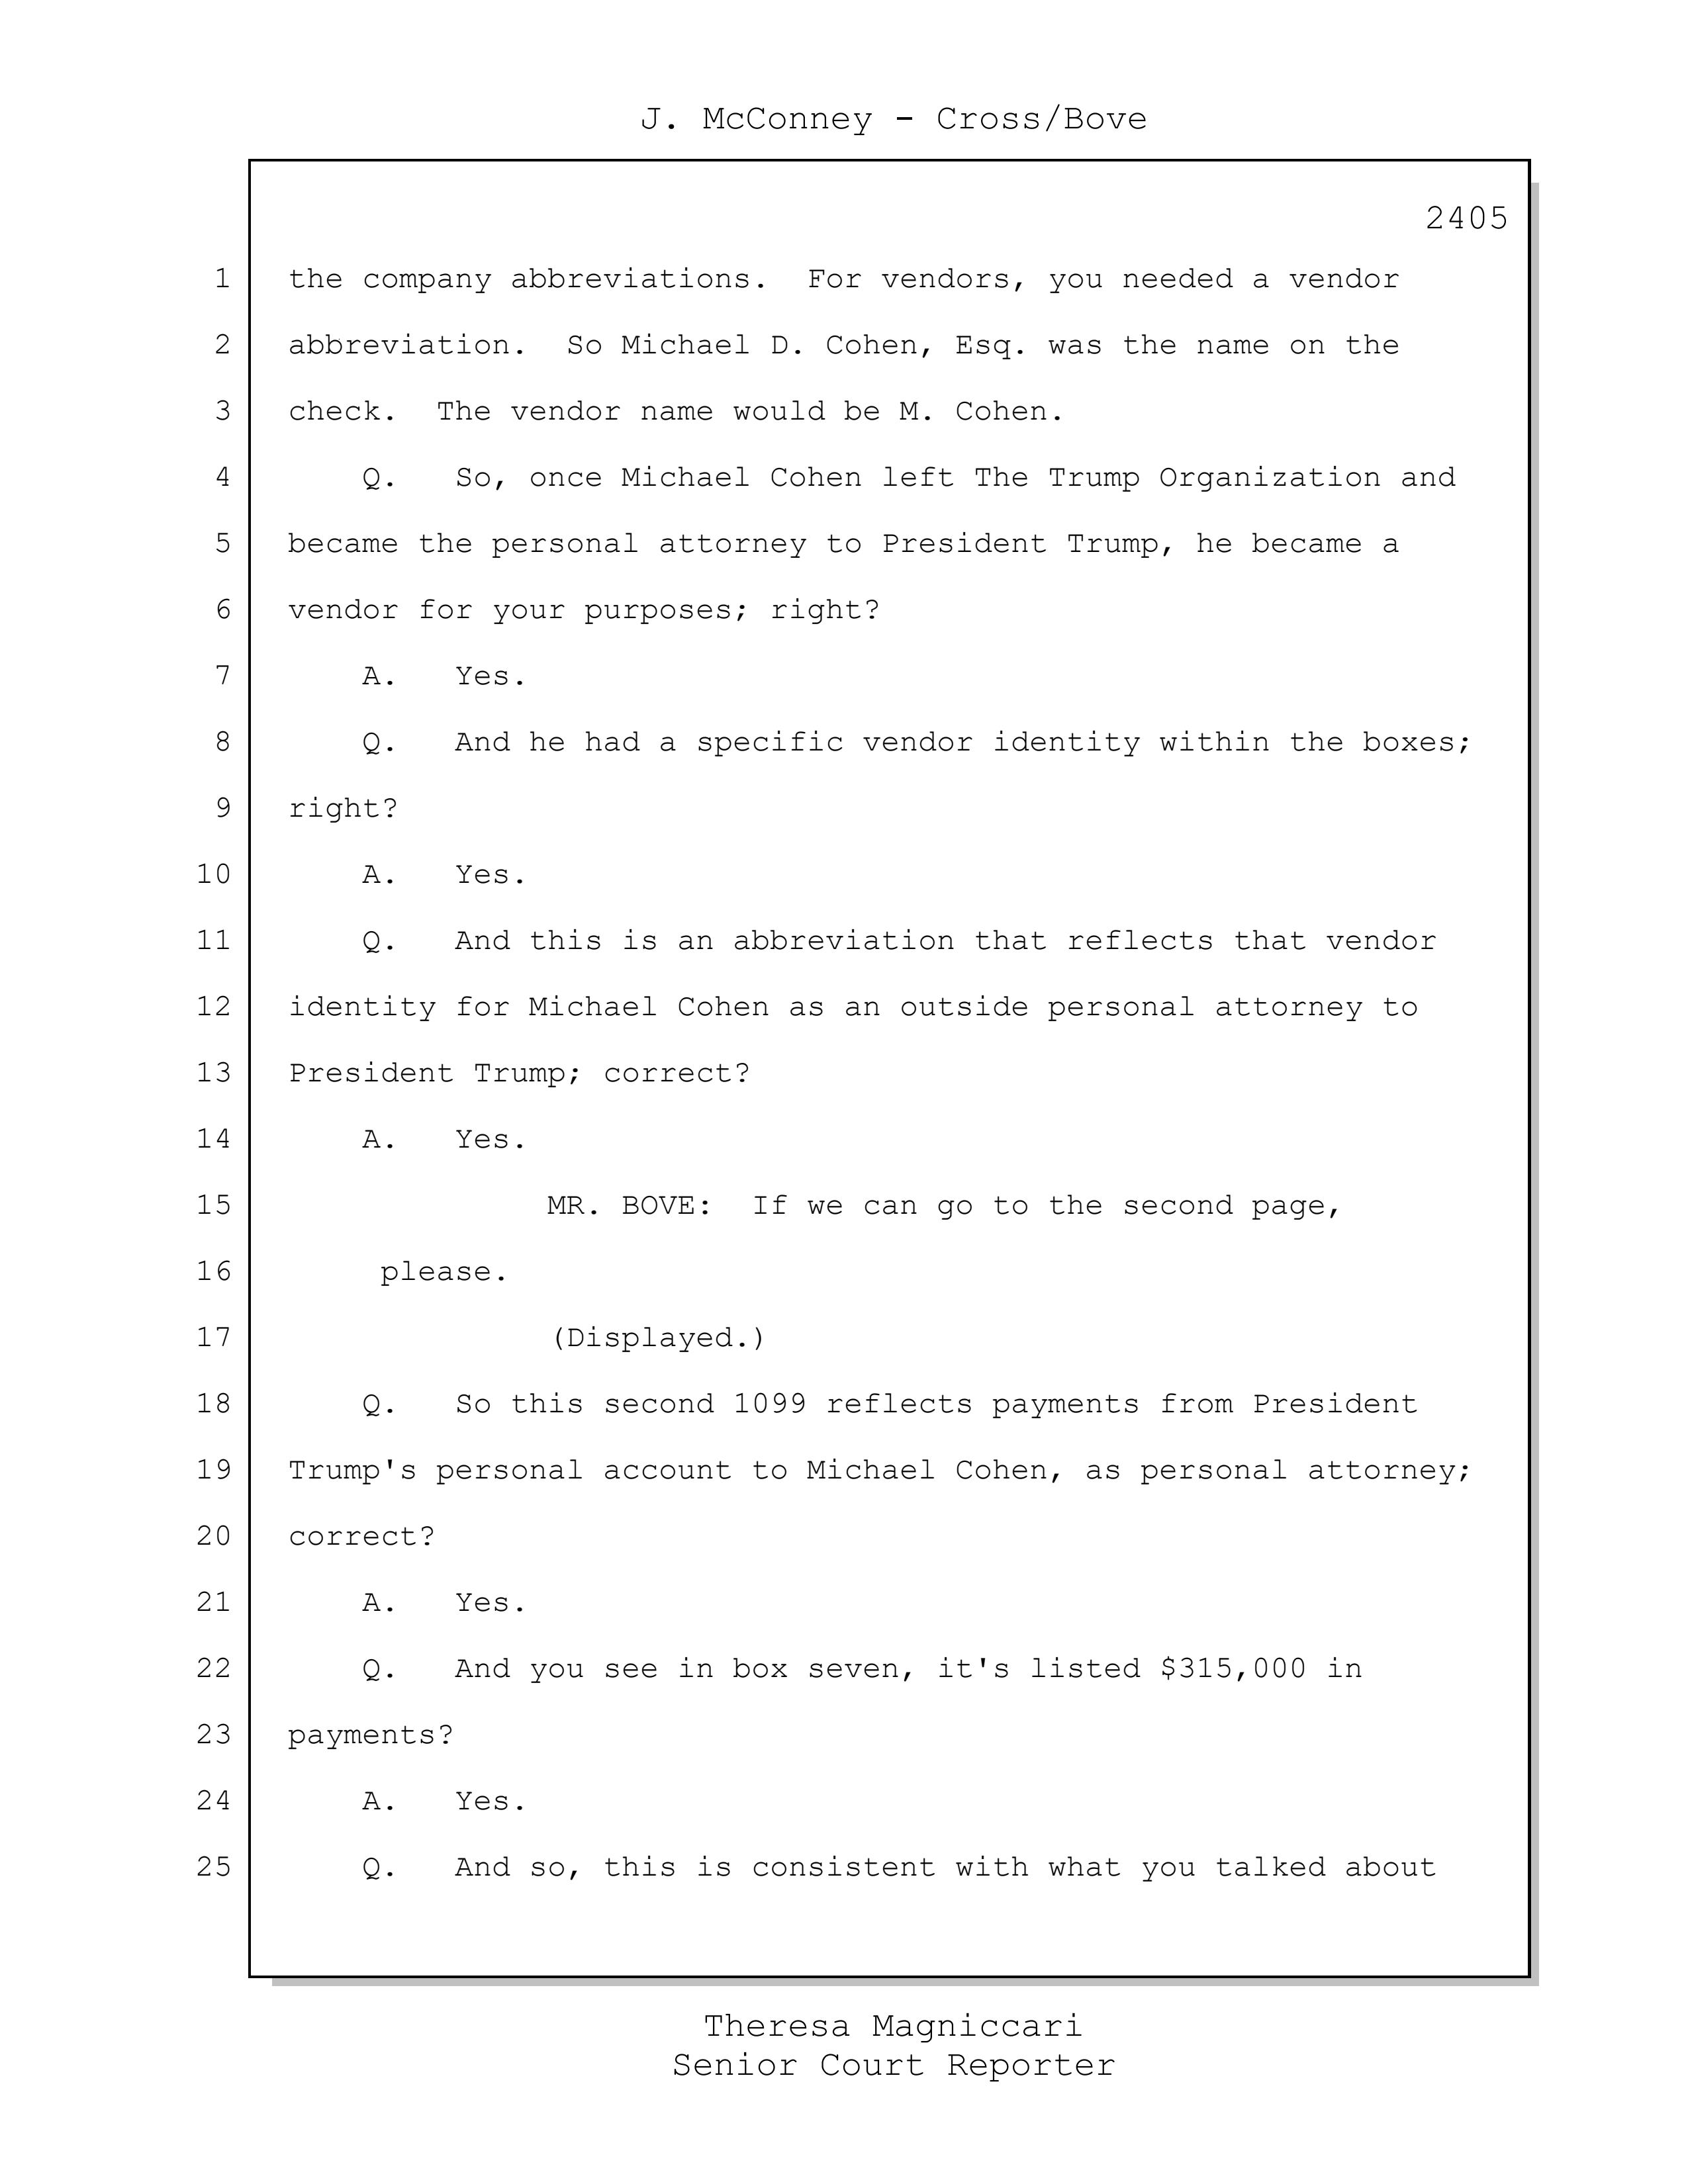 J. McConney - Cross/Bove
2405
1 the company abbreviations. For vendors, you needed a vendor
2 abbreviation. So Michael D. Cohen, Esq. was the name on the
3 check. The vendor name would be M. Cohen.
4 Q. So, once Michael Cohen left The Trump Organization and
5 became the personal attorney to President Trump, he became a
6 vendor for your purposes; right?
7 A. Yes.
8 Q. And he had a specific vendor identity within the boxes;
9 right?
10 A. Yes.
11 Q. And this is an abbreviation that reflects that vendor
12 identity for Michael Cohen as an outside personal attorney to
13 President Trump; correct?
14 A. Yes.
15 MR. BOVE: If we can go to the second page,
16 please.
17 (Displayed.)
18 Q. So this second 1099 reflects payments from President
19 Trump's personal account to Michael Cohen, as personal attorney;
20 correct?
21 A. Yes.
22 Q. And you see in box seven, it's listed $315,000 in
23 payments?
24 A. Yes.
25 Q. And so, this is consistent with what you talked about
Theresa Magniccari
Senior Court Reporter